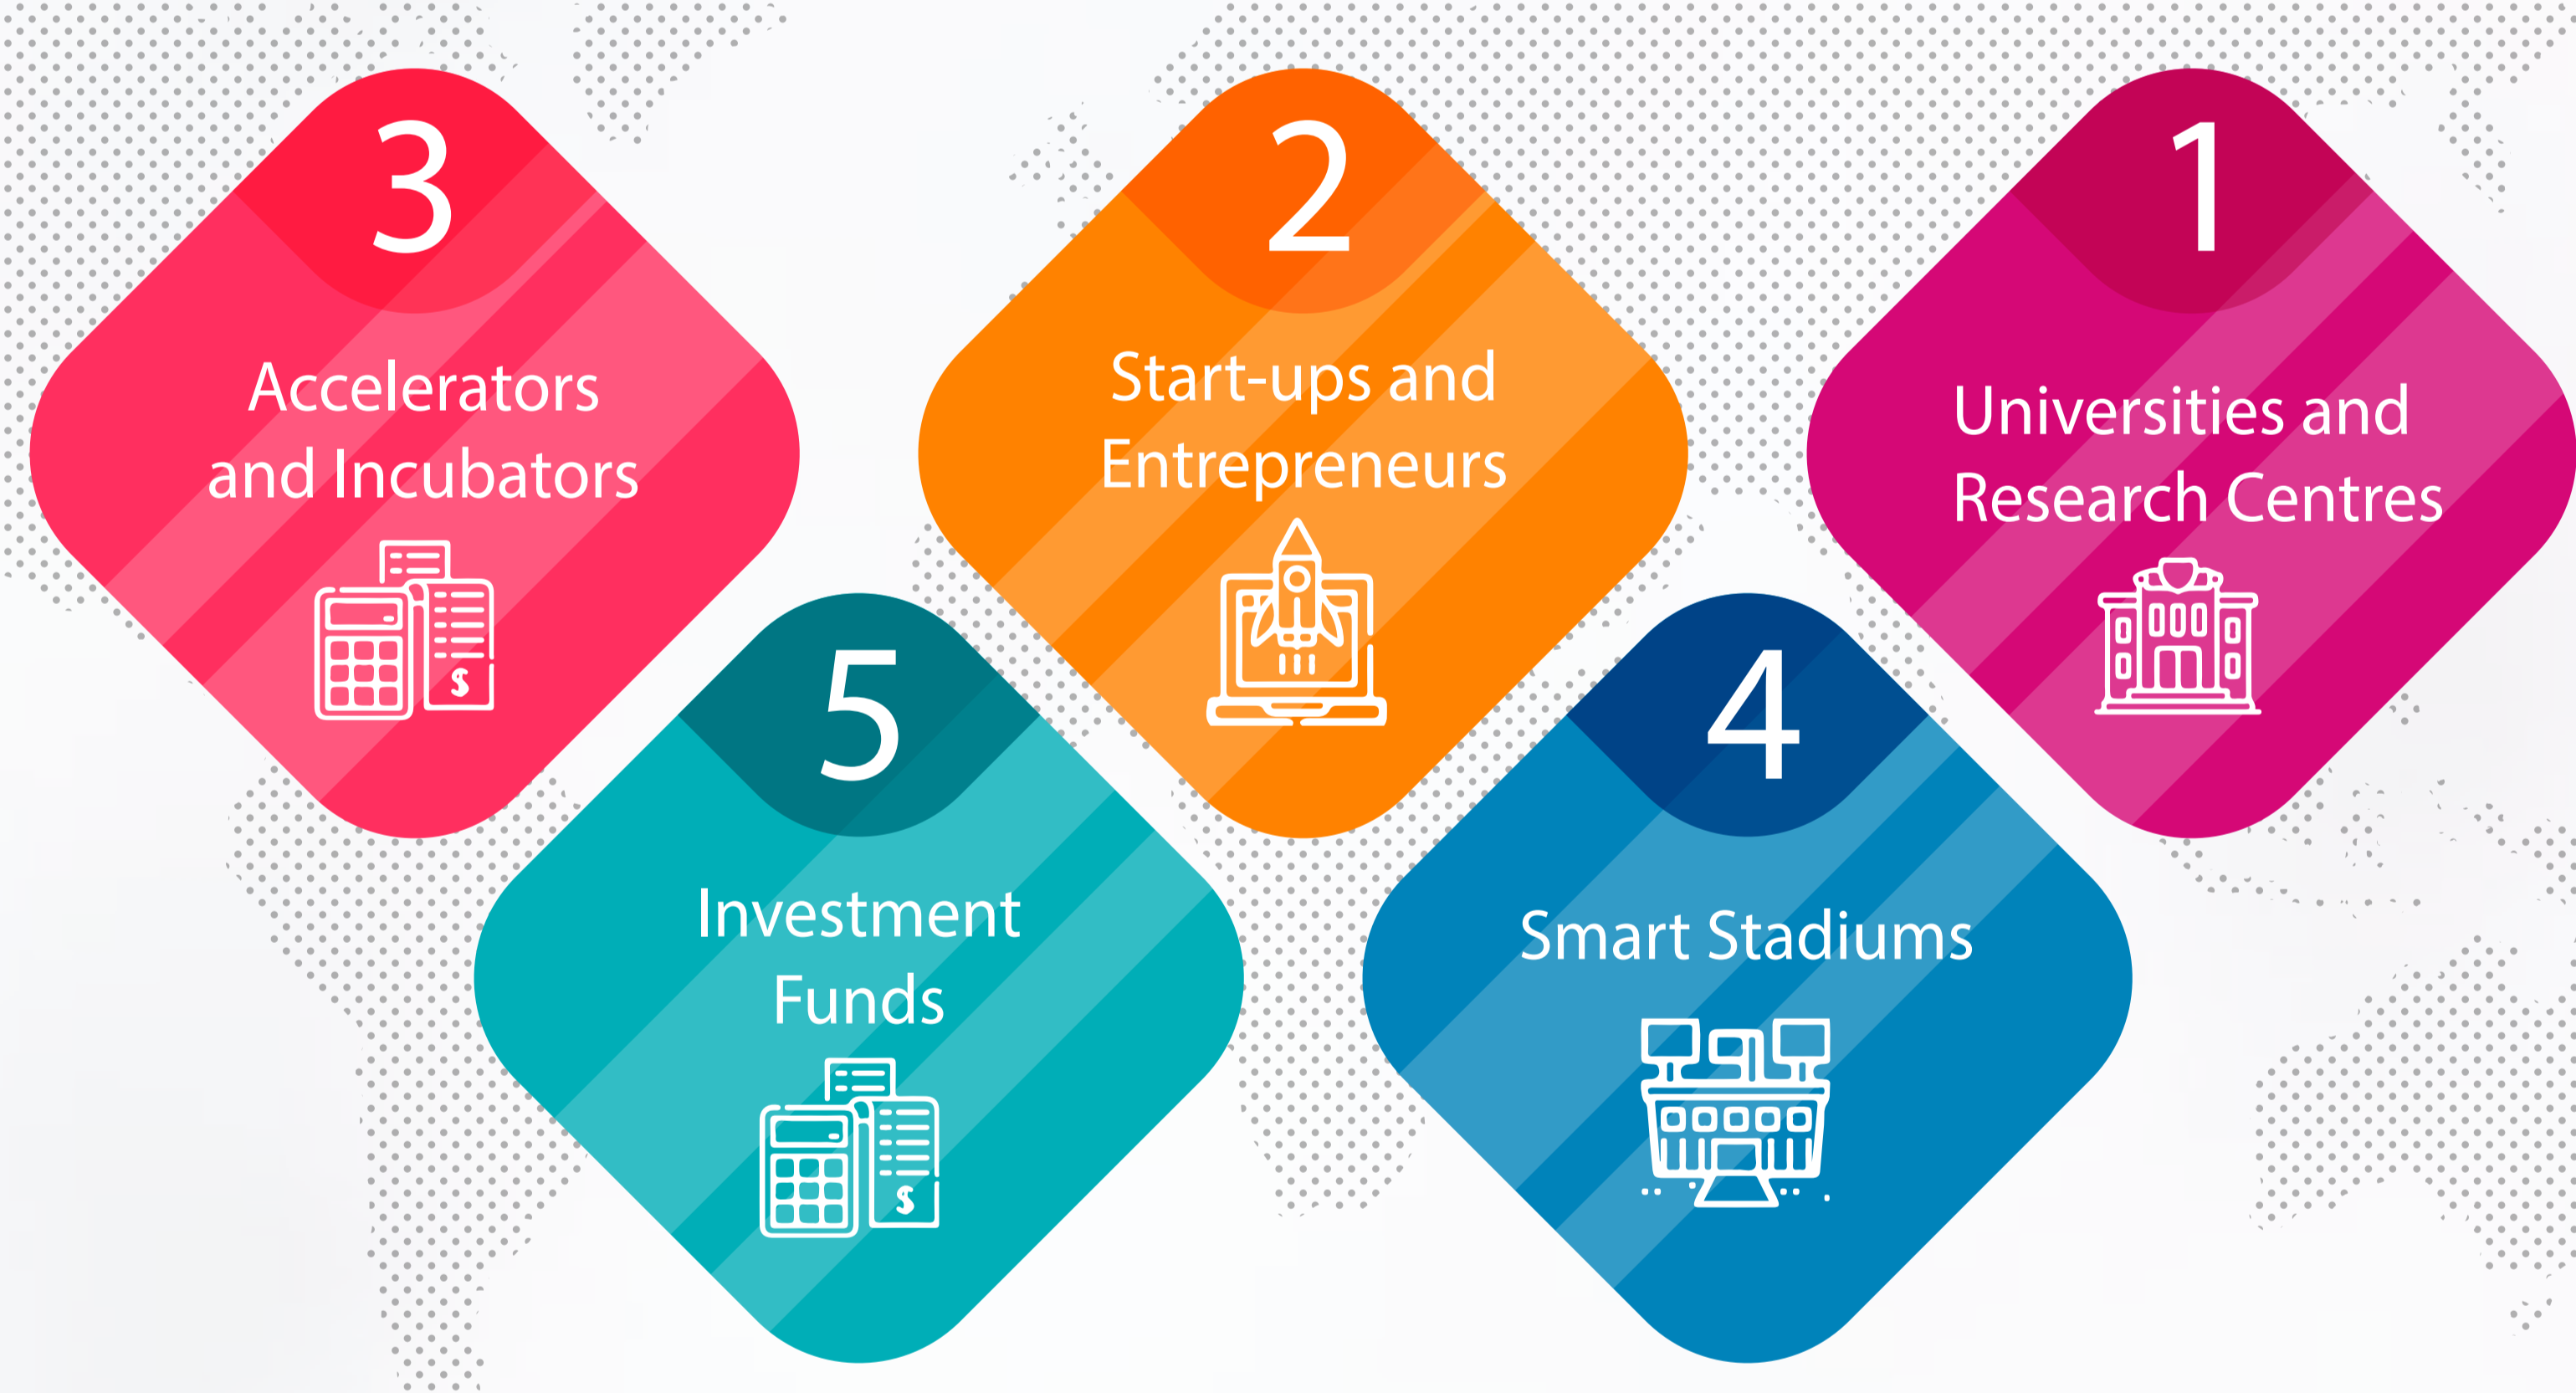 3
Accelerators
and Incubators
2
Start-ups and
Entrepreneurs
1
Universities and
Research Centres
5
Investment
Funds
4
Smart Stadiums